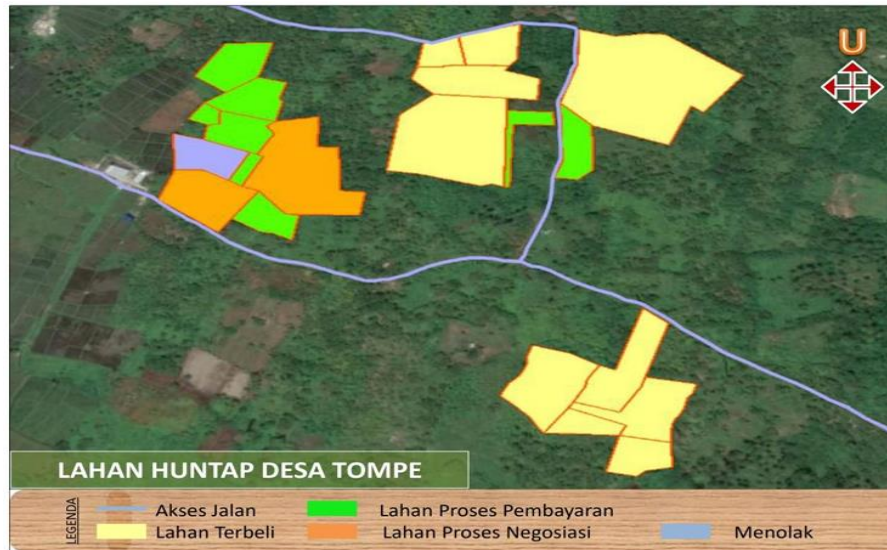 U
LAHAN HUNTAP DESA TOMPE
LEGENDA
Akses Jalan
Lahan Proses Pembayaran
Lahan Terbeli
Lahan Proses Negosiasi
Menolak